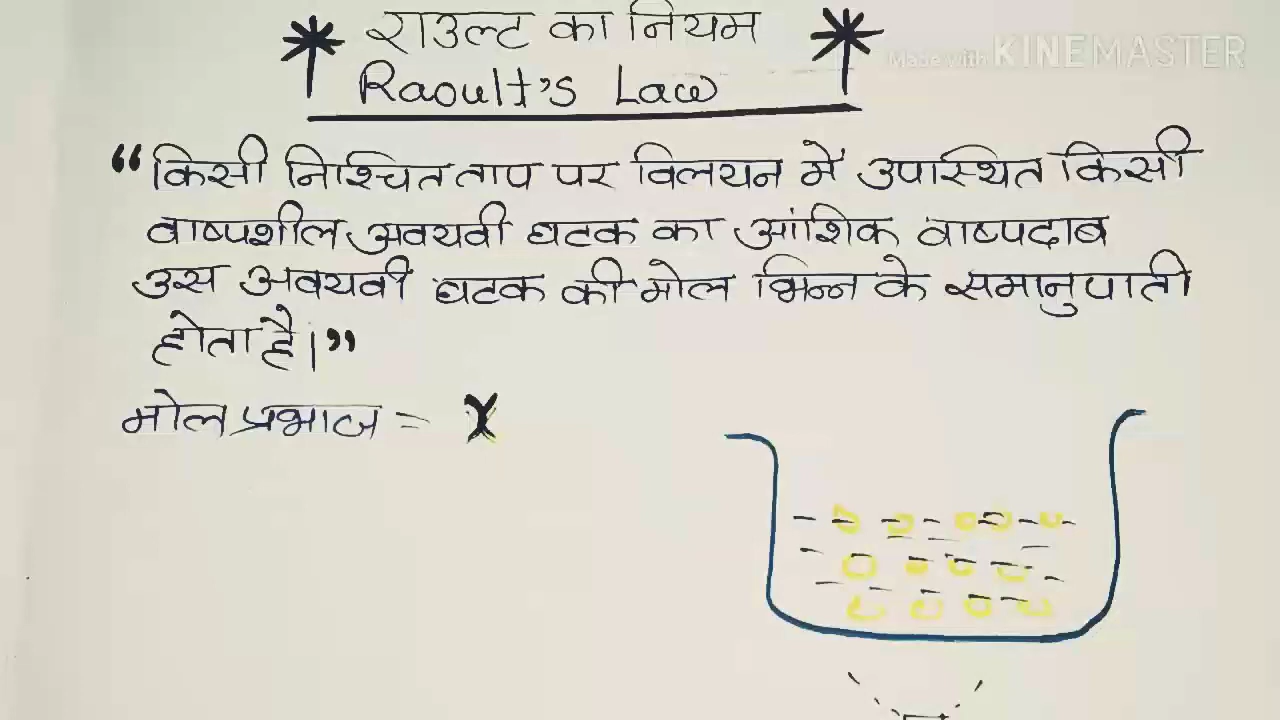 राउल्ट का नियम
Made with KINEMASTER
Raoult's Law
“किसी निश्चित ताप पर विलयन में उपस्थित किसी
वाष्पशील अवयवी घटक का आंशिक वाष्पदाब
उस अवयवी घटक की मोल भिन्न के समानुपाती
होता है।”
मोल प्रभाज = X